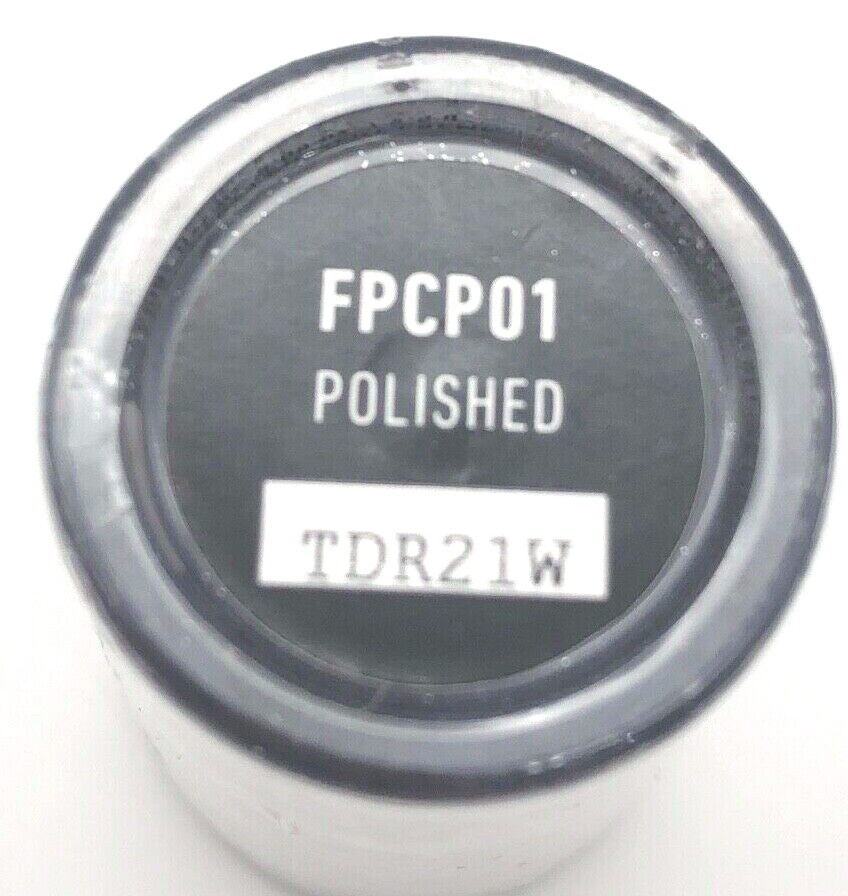 FPCP01
POLISHED
TDR21W